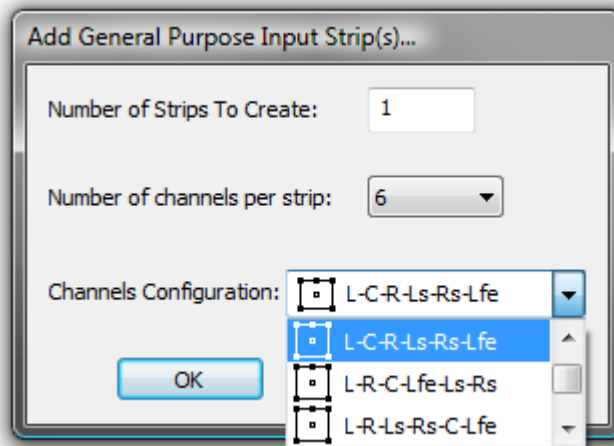 Add General Purpose Input Strip(s)...
Number of Strips To Create: 1
Number of channels per strip: 6
Channels Configuration: L-C-R-Ls-Rs-Lfe
L-C-R-Ls-Rs-Lfe
OK
L-R-C-Lfe-Ls-Rs
L-R-Ls-Rs-C-Lfe